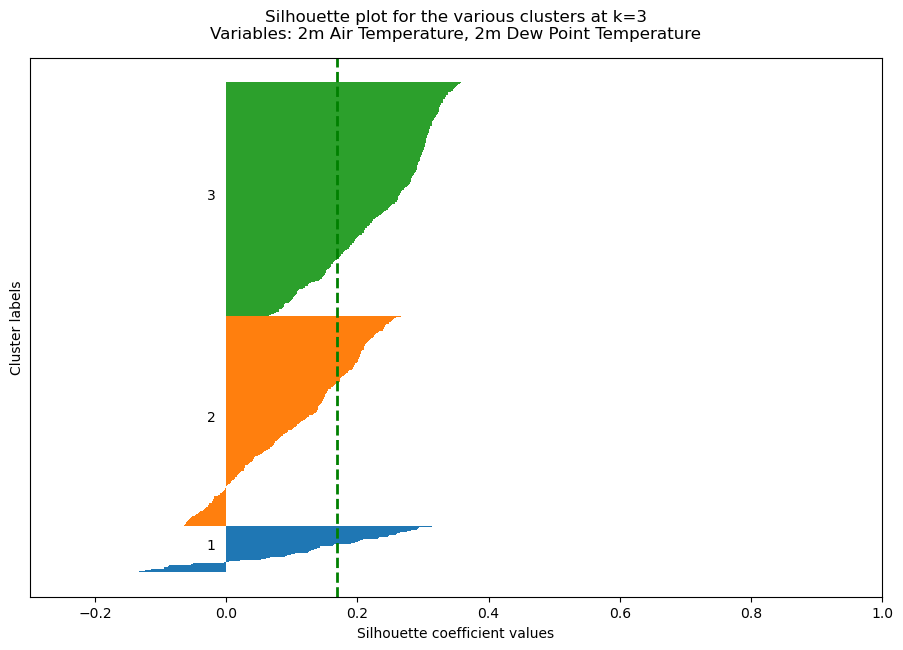 Silhouette plot for the various clusters at k=3
Variables: 2m Air Temperature, 2m Dew Point Temperature
Cluster labels
3
2
1
−0.2 0.0 0.2 0.4 0.6 0.8 1.0
Silhouette coefficient values